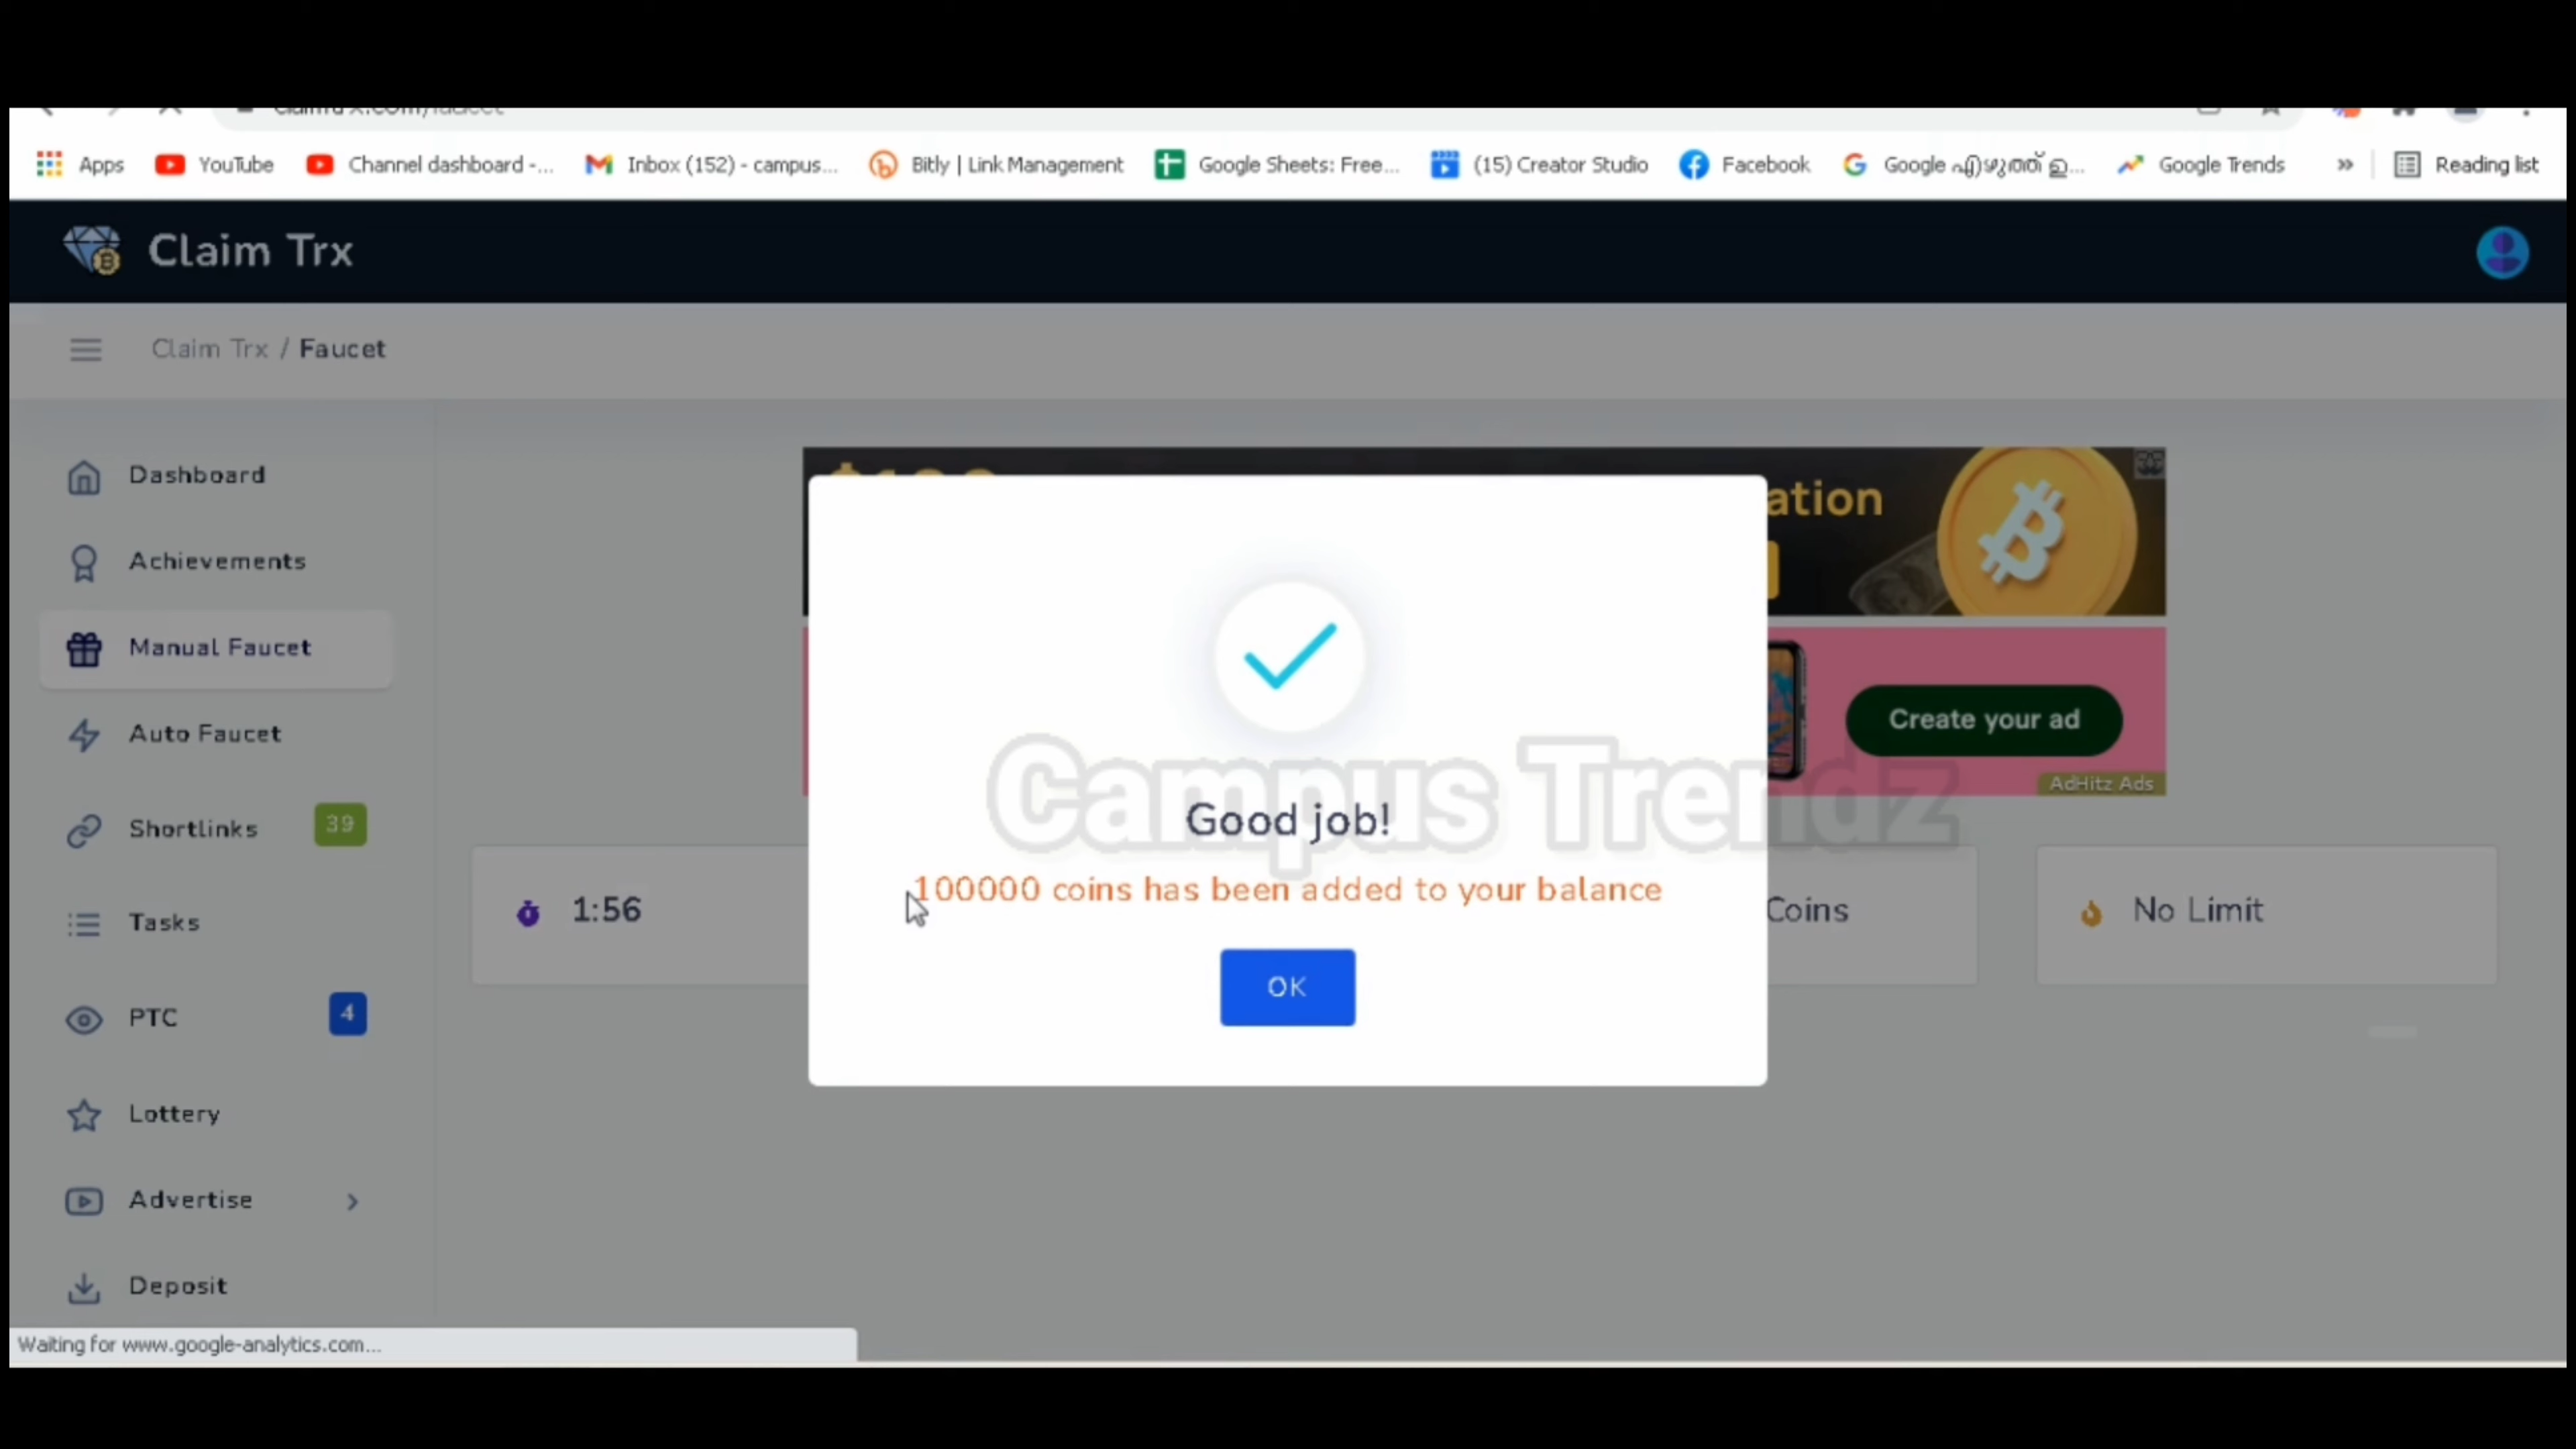 Apps YouTube Channel dashboard -... Inbox (152) - campus... Bitly | Link Management Google Sheets: Free... (15) Creator Studio Facebook Google എഴുത്ത് ഉ... Google Trends » Reading list
Claim Trx
Claim Trx / Faucet
Dashboard
Achievements
Manual Faucet
Auto Faucet
Shortlinks 39
Tasks
PTC 4
Lottery
Advertise
Deposit
ation
Create your ad
AdHitz Ads
Campus Trendz
Good job!
100000 coins has been added to your balance
OK
1:56
Coins
No Limit
Waiting for www.google-analytics.com...